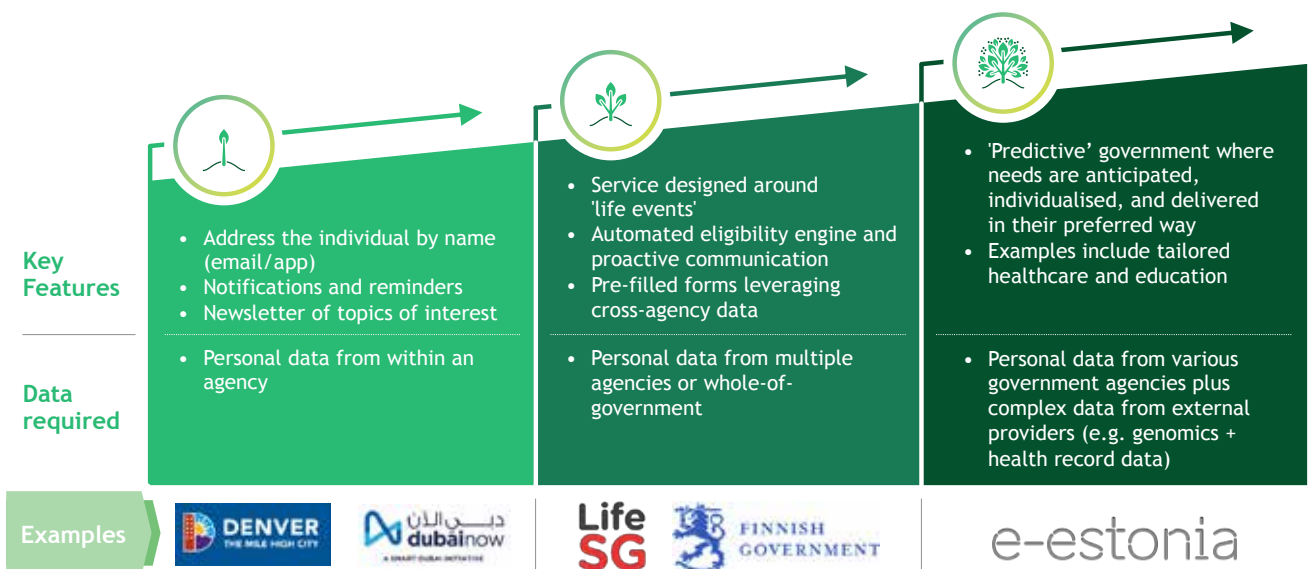 Key
Features
• Address the individual by name
(email/app)
• Notifications and reminders
• Newsletter of topics of interest
• Service designed around
'life events'
• Automated eligibility engine and
proactive communication
• Pre-filled forms leveraging
cross-agency data
• 'Predictive’ government where
needs are anticipated,
individualised, and delivered
in their preferred way
• Examples include tailored
healthcare and education
Data
required
• Personal data from within an
agency
• Personal data from multiple
agencies or whole-of-
government
• Personal data from various
government agencies plus
complex data from external
providers (e.g. genomics +
health record data)
Examples
DENVER
THE MILE HIGH CITY
دبي الآن
dubainow
A SMART DUBAI INITIATIVE
Life
SG
FINNISH
GOVERNMENT
e-estonia